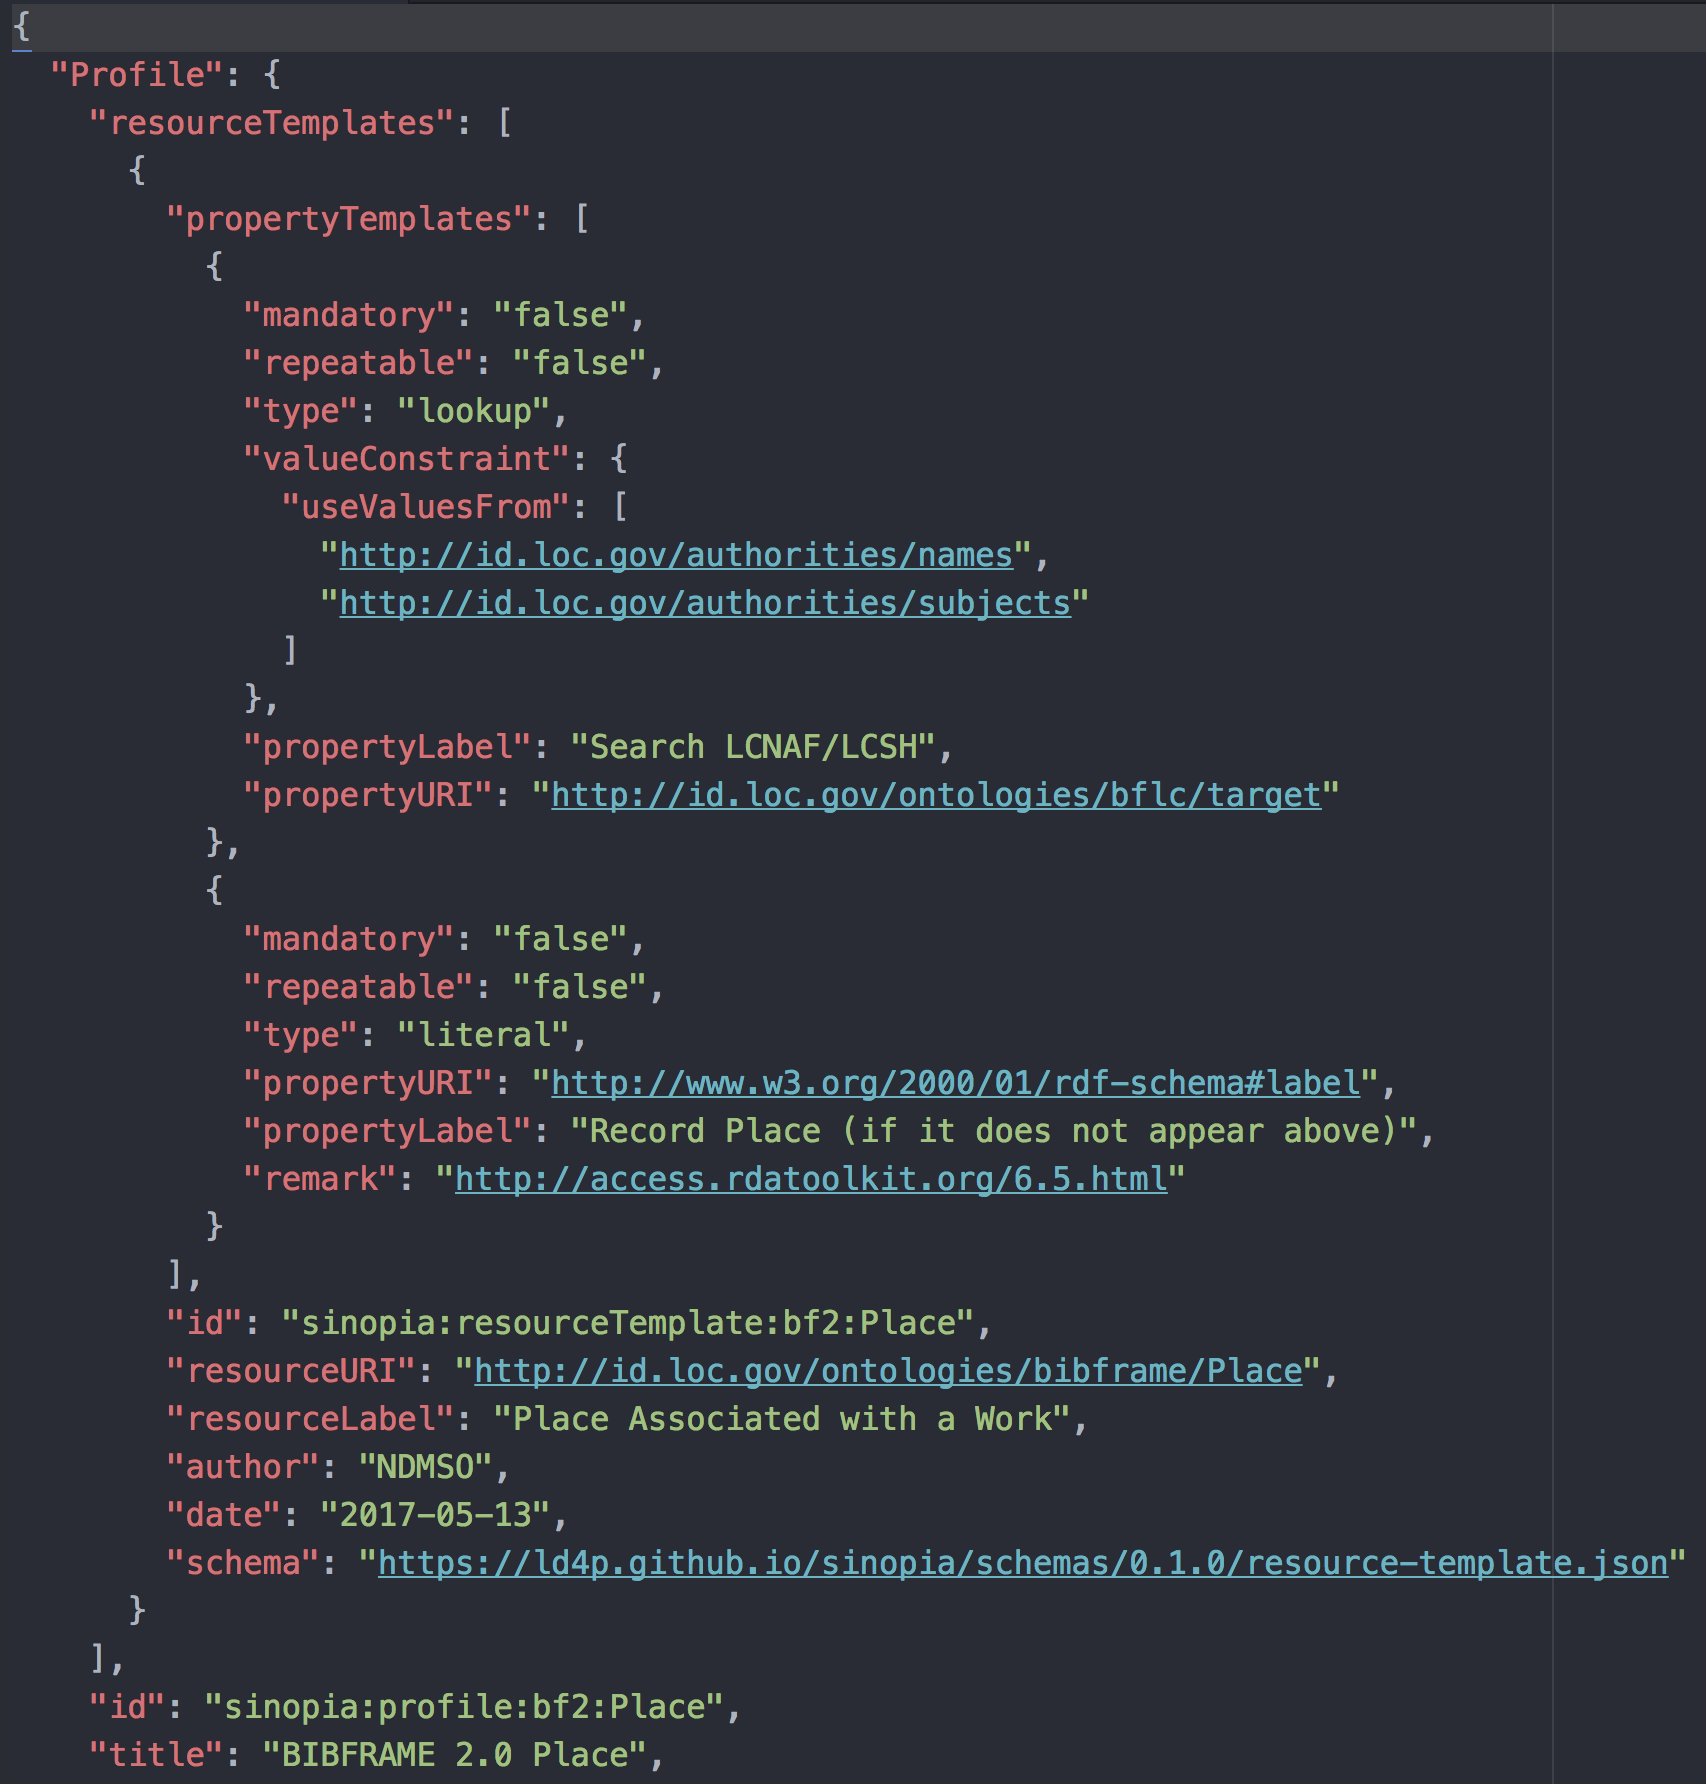 {
"Profile": {
"resourceTemplates": [
{
"propertyTemplates": [
{
"mandatory": "false",
"repeatable": "false",
"type": "lookup",
"valueConstraint": {
"useValuesFrom": [
"http://id.loc.gov/authorities/names",
"http://id.loc.gov/authorities/subjects"
]
},
"propertyLabel": "Search LCNAF/LCSH",
"propertyURI": "http://id.loc.gov/ontologies/bflc/target"
},
{
"mandatory": "false",
"repeatable": "false",
"type": "literal",
"propertyURI": "http://www.w3.org/2000/01/rdf-schema#label",
"propertyLabel": "Record Place (if it does not appear above)",
"remark": "http://access.rdatoolkit.org/6.5.html"
}
],
"id": "sinopia:resourceTemplate:bf2:Place",
"resourceURI": "http://id.loc.gov/ontologies/bibframe/Place",
"resourceLabel": "Place Associated with a Work",
"author": "NDMSO",
"date": "2017-05-13",
"schema": "https://ld4p.github.io/sinopia/schemas/0.1.0/resource-template.json"
}
],
"id": "sinopia:profile:bf2:Place",
"title": "BIBFRAME 2.0 Place",